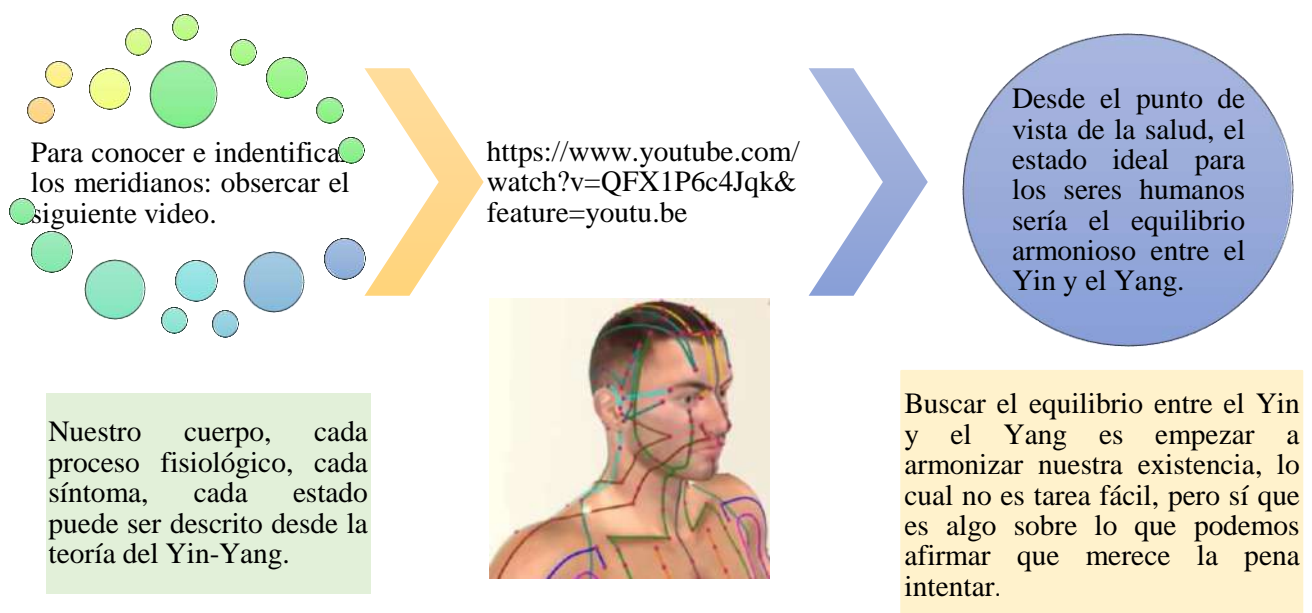 Para conocer e indentificar
los meridianos: obsercar el
siguiente video.
https://www.youtube.com/
watch?v=QFX1P6c4Jqk&
feature=youtu.be
Desde el punto de
vista de la salud, el
estado ideal para
los seres humanos
sería el equilibrio
armonioso entre el
Yin y el Yang.
Nuestro cuerpo, cada
proceso fisiológico, cada
síntoma, cada estado
puede ser descrito desde la
teoría del Yin-Yang.
Buscar el equilibrio entre el Yin
y el Yang es empezar a
armonizar nuestra existencia, lo
cual no es tarea fácil, pero sí que
es algo sobre lo que podemos
afirmar que merece la pena
intentar.